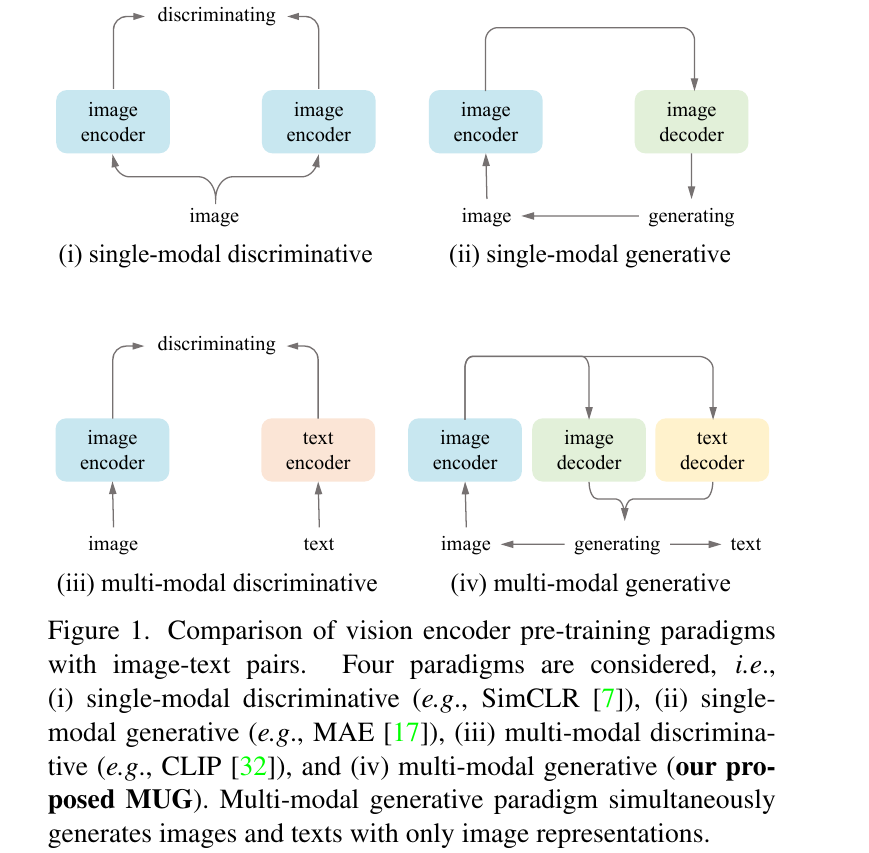 discriminating
image
encoder
image
encoder
image
(i) single-modal discriminative
image
encoder
image
decoder
image
generating
(ii) single-modal generative
discriminating
image
encoder
text
encoder
image
text
(iii) multi-modal discriminative
image
encoder
image
decoder
text
decoder
image
generating
text
(iv) multi-modal generative
Figure 1. Comparison of vision encoder pre-training paradigms
with image-text pairs. Four paradigms are considered, i.e.,
(i) single-modal discriminative (e.g., SimCLR [7]), (ii) single-
modal generative (e.g., MAE [17]), (iii) multi-modal discrimina-
tive (e.g., CLIP [32]), and (iv) multi-modal generative (our pro-
posed MUG). Multi-modal generative paradigm simultaneously
generates images and texts with only image representations.